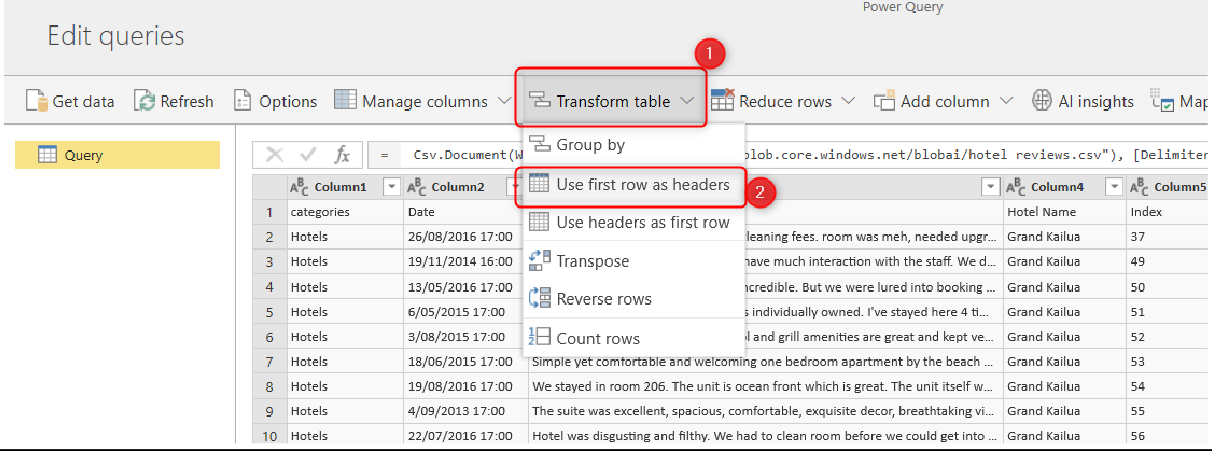 Power Query
Edit queries
1
Get data Refresh Options Manage columns Transform table Reduce rows Add column AI insights Map
Query
fx = Csv.Document(W lob.core.windows.net/blobai/hotel reviews.csv"), [Delimiter
Group by
Use first row as headers
2
Use headers as first row
Transpose
Reverse rows
Count rows
ABC Column1 ABC Column2 ABC Column4 ABC Column5
1 categories Date Hotel Name Index
2 Hotels 26/08/2016 17:00 leaning fees. room was meh, needed upgr... Grand Kailua 37
3 Hotels 19/11/2014 16:00 have much interaction with the staff. We d... Grand Kailua 49
4 Hotels 13/05/2016 17:00 ncredible. But we were lured into booking ... Grand Kailua 50
5 Hotels 6/05/2015 17:00 s individually owned. I've stayed here 4 ti... Grand Kailua 51
6 Hotels 3/08/2015 17:00 ol and grill amenities are great and kept ve... Grand Kailua 52
7 Hotels 18/06/2015 17:00 Simple yet comfortable and welcoming one bedroom apartment by the beach ... Grand Kailua 53
8 Hotels 19/08/2016 17:00 We stayed in room 206. The unit is ocean front which is great. The unit itself w... Grand Kailua 54
9 Hotels 4/09/2013 17:00 The suite was excellent, spacious, comfortable, exquisite decor, breathtaking vi... Grand Kailua 55
10 Hotels 22/07/2016 17:00 Hotel was disgusting and filthy. We had to clean room before we could get into ... Grand Kailua 56